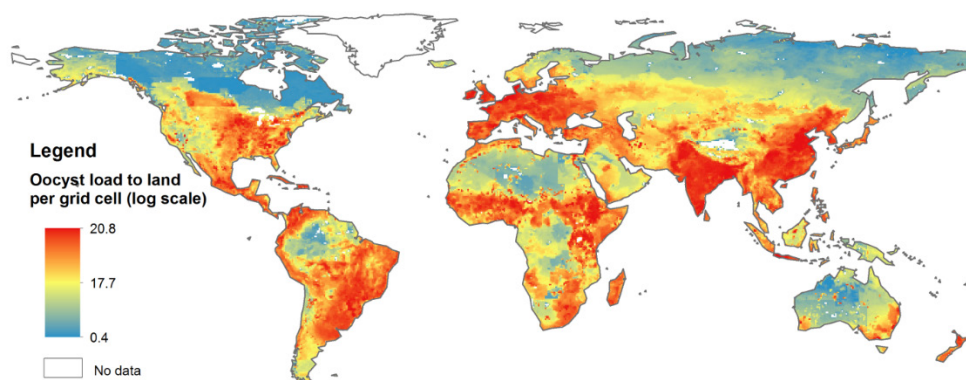 Legend
Oocyst load to land
per grid cell (log scale)
20.8
17.7
0.4
No data